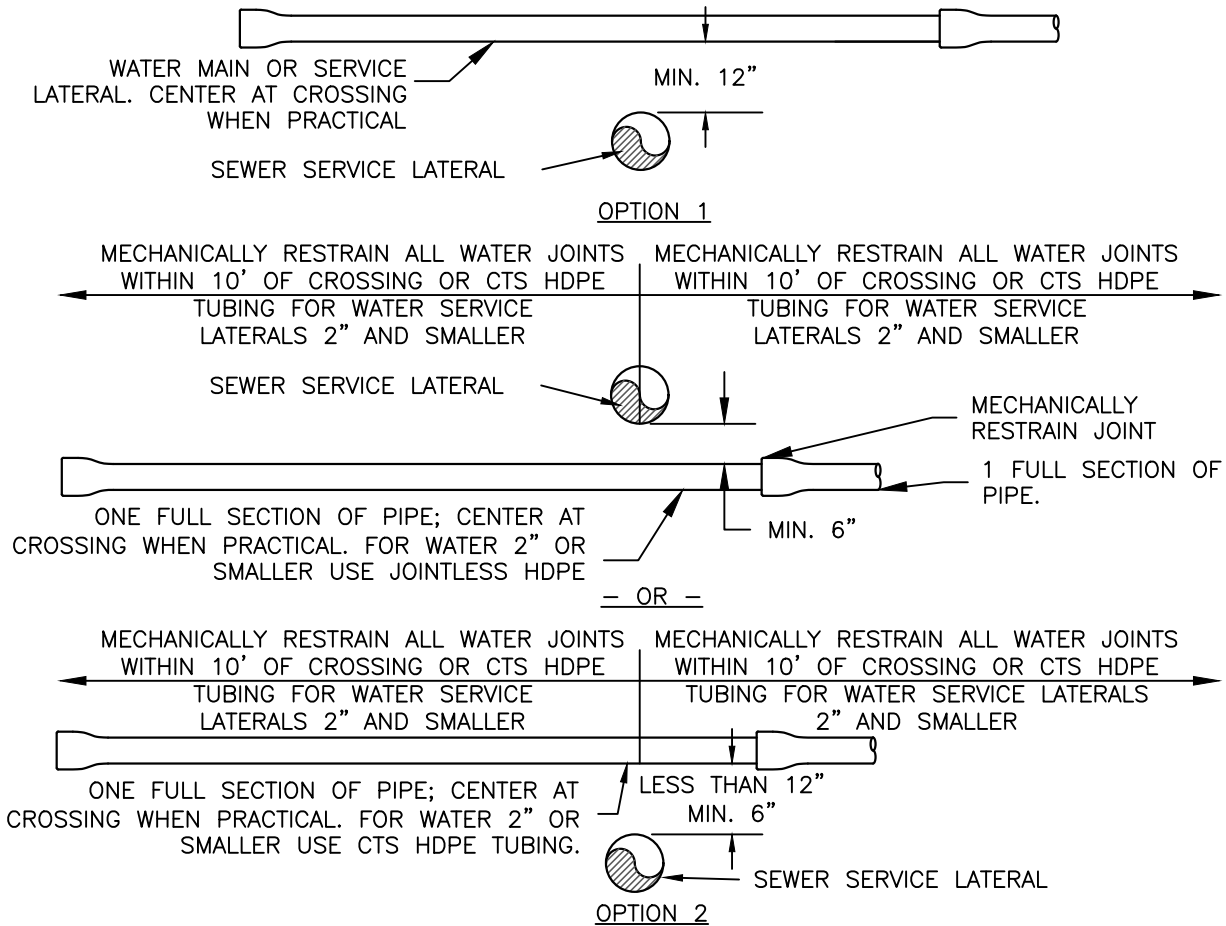 WATER MAIN OR SERVICE
LATERAL. CENTER AT CROSSING
WHEN PRACTICAL
MIN. 12”
SEWER SERVICE LATERAL
OPTION 1
MECHANICALLY RESTRAIN ALL WATER JOINTS
WITHIN 10’ OF CROSSING OR CTS HDPE
TUBING FOR WATER SERVICE
LATERALS 2” AND SMALLER
MECHANICALLY RESTRAIN ALL WATER JOINTS
WITHIN 10’ OF CROSSING OR CTS HDPE
TUBING FOR WATER SERVICE
LATERALS 2” AND SMALLER
SEWER SERVICE LATERAL
MECHANICALLY
RESTRAIN JOINT
1 FULL SECTION OF
PIPE.
ONE FULL SECTION OF PIPE; CENTER AT
CROSSING WHEN PRACTICAL. FOR WATER 2” OR
SMALLER USE JOINTLESS HDPE
MIN. 6”
– OR –
MECHANICALLY RESTRAIN ALL WATER JOINTS
WITHIN 10’ OF CROSSING OR CTS HDPE
TUBING FOR WATER SERVICE
LATERALS 2” AND SMALLER
MECHANICALLY RESTRAIN ALL WATER JOINTS
WITHIN 10’ OF CROSSING OR CTS HDPE
TUBING FOR WATER SERVICE LATERALS
2” AND SMALLER
ONE FULL SECTION OF PIPE; CENTER AT
CROSSING WHEN PRACTICAL. FOR WATER 2” OR
SMALLER USE CTS HDPE TUBING.
LESS THAN 12”
MIN. 6”
SEWER SERVICE LATERAL
OPTION 2